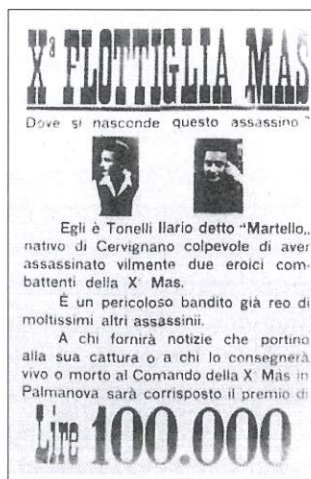 Xª FLOTTIGLIA MAS
Dove si nasconde questo assassino
Egli è Tonelli Ilario detto "Martello„
nativo di Cervignano colpevole di aver
assassinato vilmente due eroici com-
battenti della Xª Mas.
È un pericoloso bandito già reo di
moltissimi altri assassinii.
A chi fornirà notizie che portino
alla sua cattura o a chi lo consegnerà
vivo o morto al Comando della Xª Mas in
Palmanova sarà corrisposto il premio di
Lire 100.000